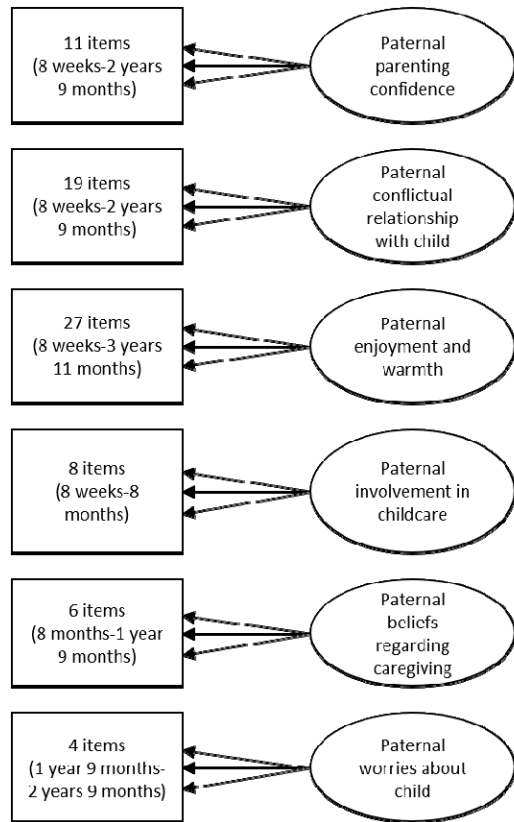 11 items
(8 weeks-2 years
9 months)
Paternal
parenting
confidence
19 items
(8 weeks-2 years
9 months)
Paternal
conflictual
relationship
with child
27 items
(8 weeks-3 years
11 months)
Paternal
enjoyment and
warmth
8 items
(8 weeks-8
months)
Paternal
involvement in
childcare
6 items
(8 months-1 year
9 months)
Paternal
beliefs
regarding
caregiving
4 items
(1 year 9 months-
2 years 9 months)
Paternal
worries about
child